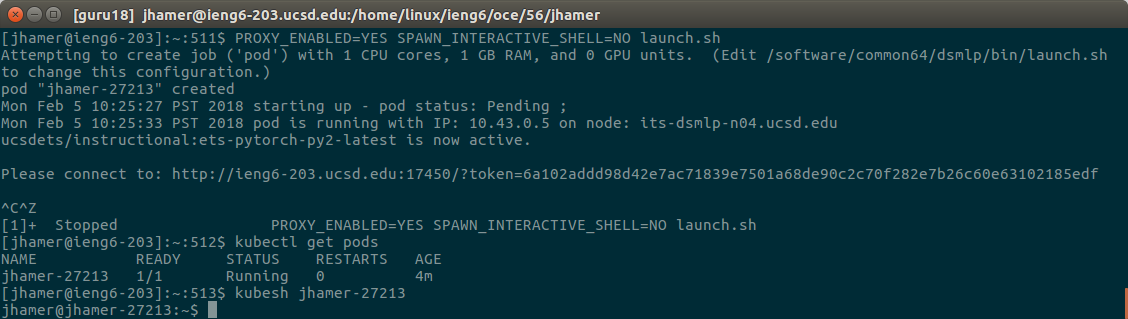 [guru18] jhamer@ieng6-203.ucsd.edu:/home/linux/ieng6/oce/56/jhamer
[jhamer@ieng6-203]:~:511$ PROXY_ENABLED=YES SPAWN_INTERACTIVE_SHELL=NO launch.sh
Attempting to create job ('pod') with 1 CPU cores, 1 GB RAM, and 0 GPU units.  (Edit /software/common64/dsmlp/bin/launch.sh
to change this configuration.)
pod "jhamer-27213" created
Mon Feb 5 10:25:27 PST 2018 starting up - pod status: Pending ;
Mon Feb 5 10:25:33 PST 2018 pod is running with IP: 10.43.0.5 on node: its-dsmlp-n04.ucsd.edu
ucsdets/instructional:ets-pytorch-py2-latest is now active.
Please connect to: http://ieng6-203.ucsd.edu:17450/?token=6a102addd98d42e7ac71839e7501a68de90c2c70f282e7b26c60e63102185edf
^C^Z
[1]+  Stopped                 PROXY_ENABLED=YES SPAWN_INTERACTIVE_SHELL=NO launch.sh
[jhamer@ieng6-203]:~:512$ kubectl get pods
NAME           READY     STATUS    RESTARTS   AGE
jhamer-27213   1/1       Running   0          4m
[jhamer@ieng6-203]:~:513$ kubesh jhamer-27213
jhamer@jhamer-27213:~$